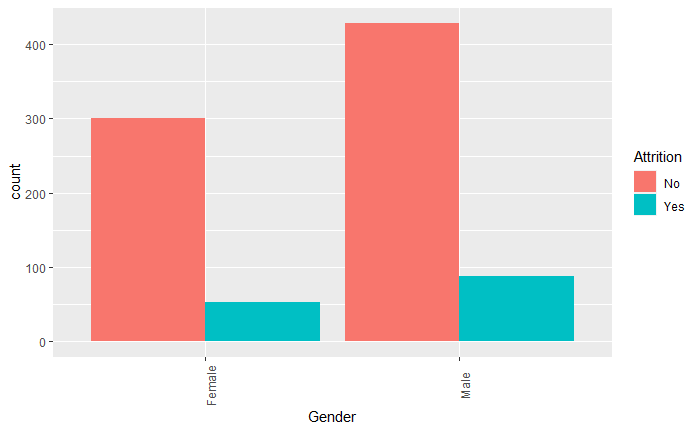 400
300
200
100
0
count
Female
Male
Gender
Attrition
No
Yes